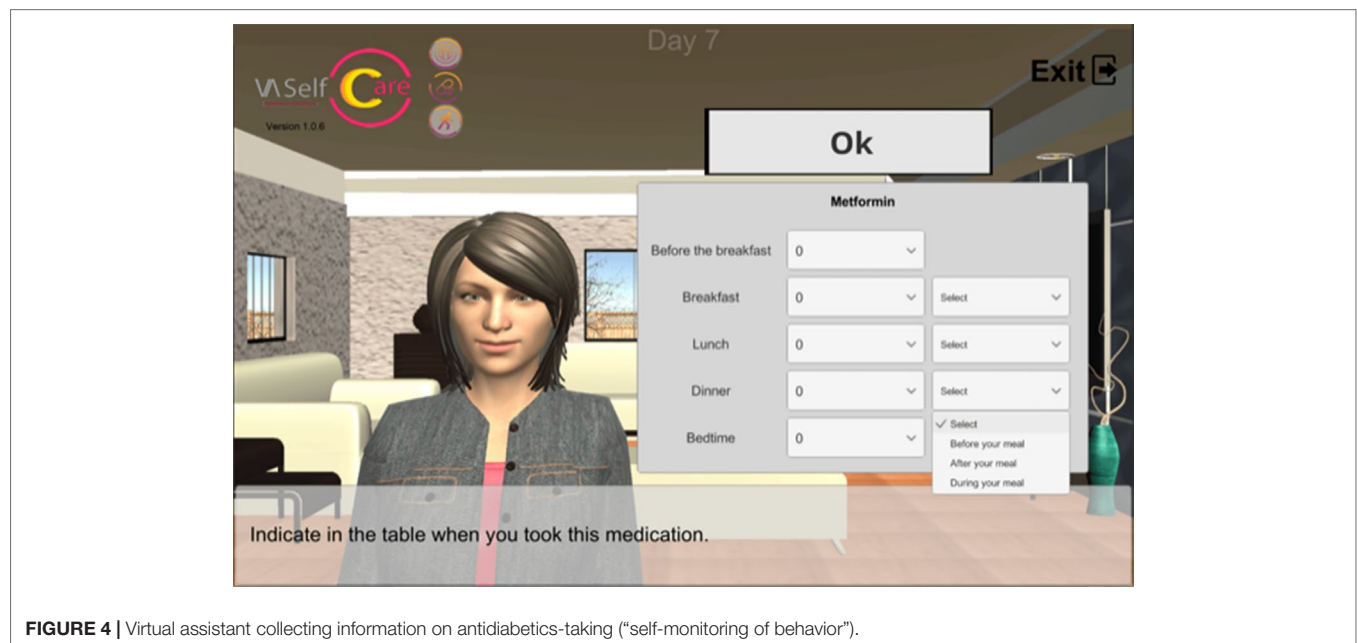 Day 7
Exit
VASelf Care
Version 1.0.6
Ok
Metformin
Before the breakfast 0
Breakfast 0 Select
Lunch 0 Select
Dinner 0 Select
Bedtime 0
Select
Before your meal
After your meal
During your meal
Indicate in the table when you took this medication.
FIGURE 4 | Virtual assistant collecting information on antidiabetics-taking (“self-monitoring of behavior”).